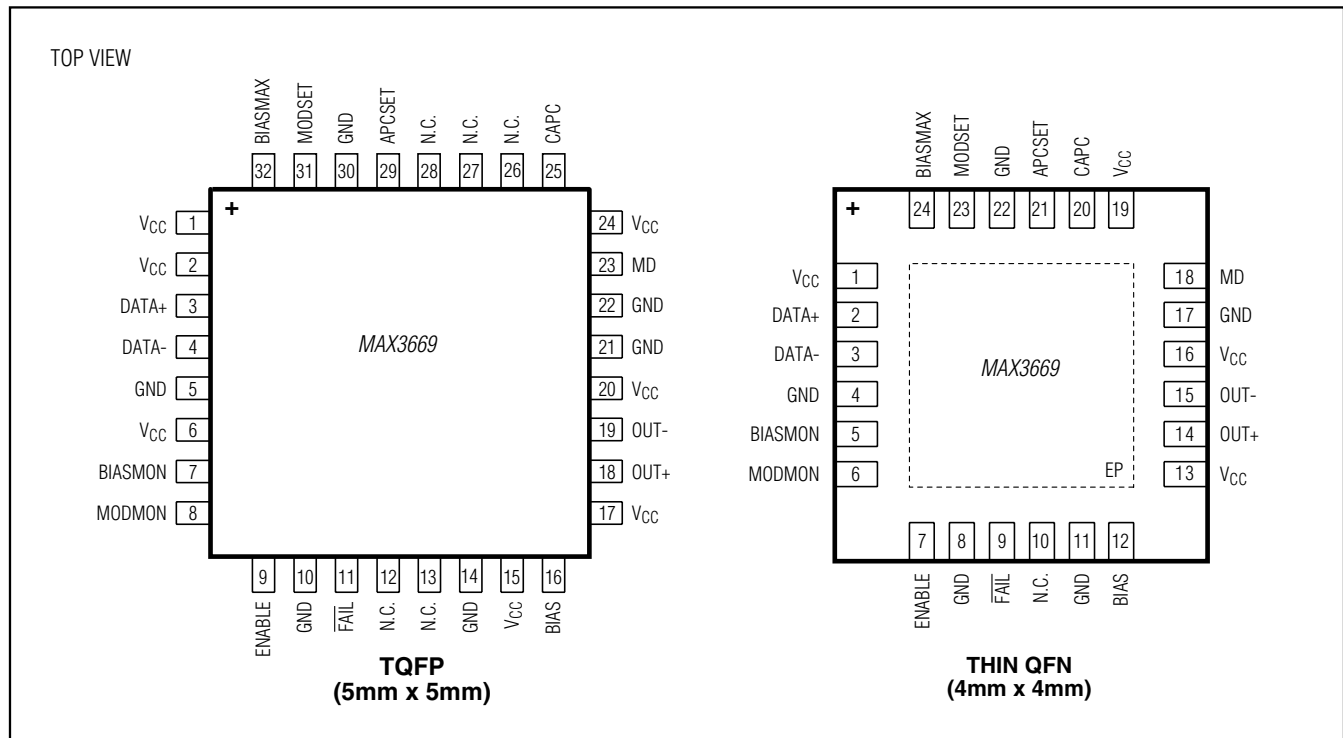 TOP VIEW
BIASMAX
MODSET
GND
APCSET
N.C.
N.C.
N.C.
CAPC
32 31 30 29 28 27 26 25
+
VCC 1
VCC 2
DATA+ 3
DATA- 4
GND 5
VCC 6
BIASMON 7
MODMON 8
MAX3669
24 VCC
23 MD
22 GND
21 GND
20 VCC
19 OUT-
18 OUT+
17 VCC
9 10 11 12 13 14 15 16
ENABLE
GND
FAIL
N.C.
N.C.
GND
VCC
BIAS
TQFP
(5mm x 5mm)
BIASMAX
MODSET
GND
APCSET
CAPC
VCC
24 23 22 21 20 19
+
VCC 1
DATA+ 2
DATA- 3
GND 4
BIASMON 5
MODMON 6
MAX3669
EP
18 MD
17 GND
16 VCC
15 OUT-
14 OUT+
13 VCC
7 8 9 10 11 12
ENABLE
GND
FAIL
N.C.
GND
BIAS
THIN QFN
(4mm x 4mm)